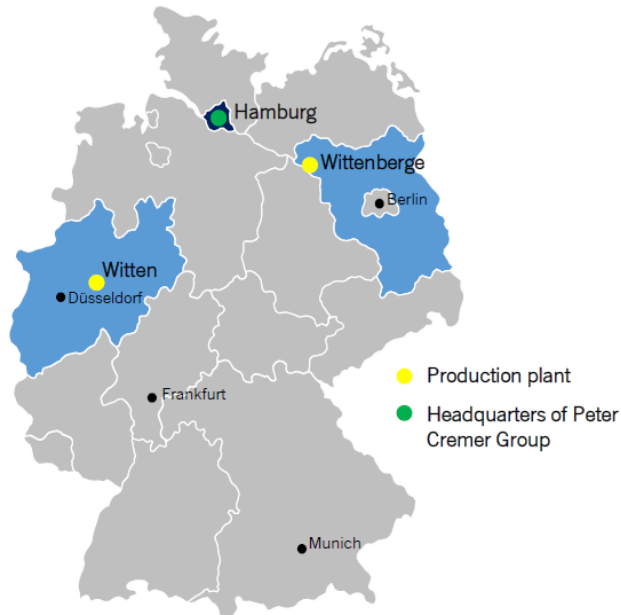 Hamburg
Wittenberge
Berlin
Witten
Düsseldorf
Production plant
Frankfurt
Headquarters of Peter
Cremer Group
Munich